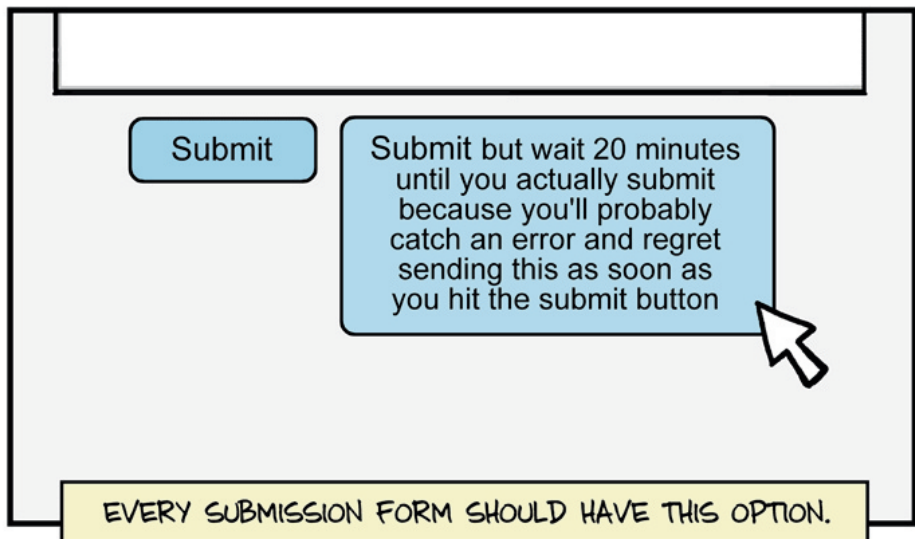 Submit
Submit but wait 20 minutes
until you actually submit
because you'll probably
catch an error and regret
sending this as soon as
you hit the submit button
EVERY SUBMISSION FORM SHOULD HAVE THIS OPTION.